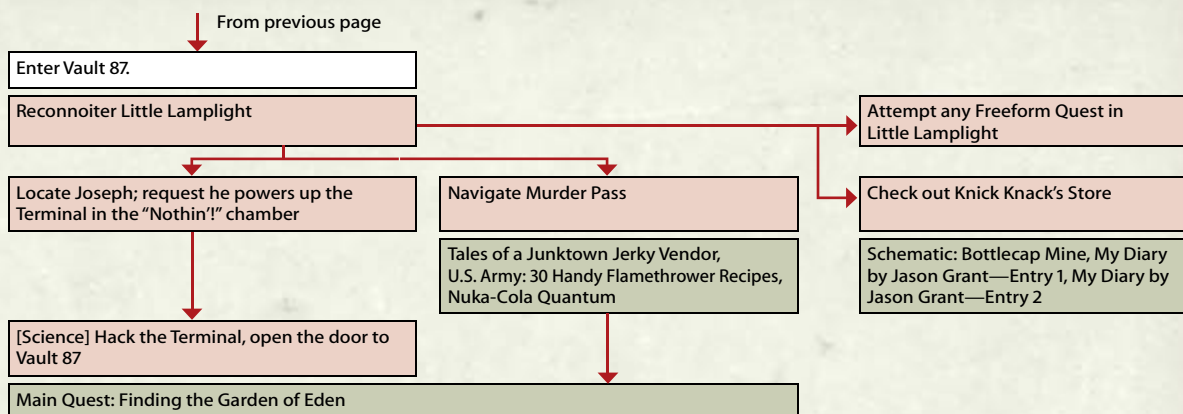 From previous page
Enter Vault 87.
Reconnoiter Little Lamplight
Attempt any Freeform Quest in
Little Lamplight
Locate Joseph; request he powers up the
Terminal in the “Nothin’!” chamber
Navigate Murder Pass
Check out Knick Knack’s Store
Tales of a Junktown Jerky Vendor,
U.S. Army: 30 Handy Flamethrower Recipes,
Nuka-Cola Quantum
Schematic: Bottlecap Mine, My Diary
by Jason Grant—Entry 1, My Diary by
Jason Grant—Entry 2
[Science] Hack the Terminal, open the door to
Vault 87
Main Quest: Finding the Garden of Eden